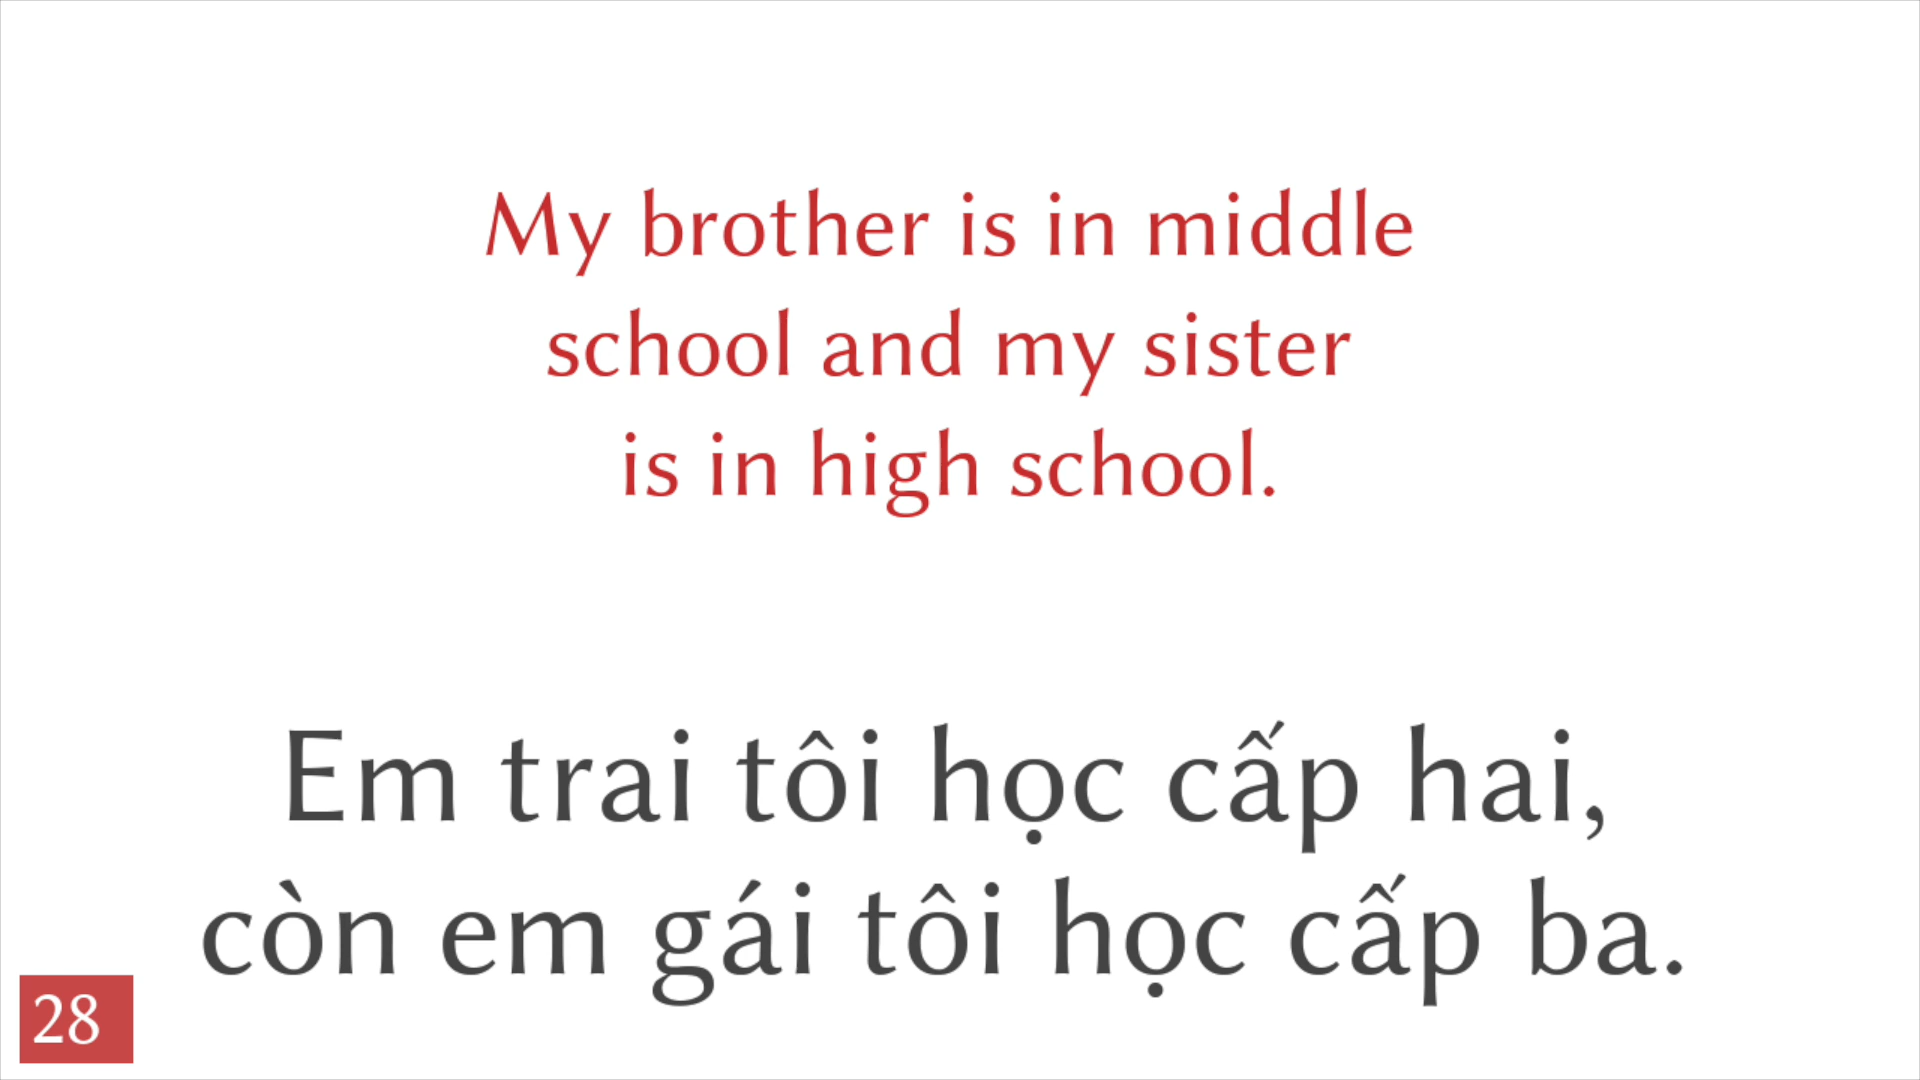 My brother is in middle
school and my sister
is in high school.
Em trai tôi học cấp hai,
còn em gái tôi học cấp ba.
28